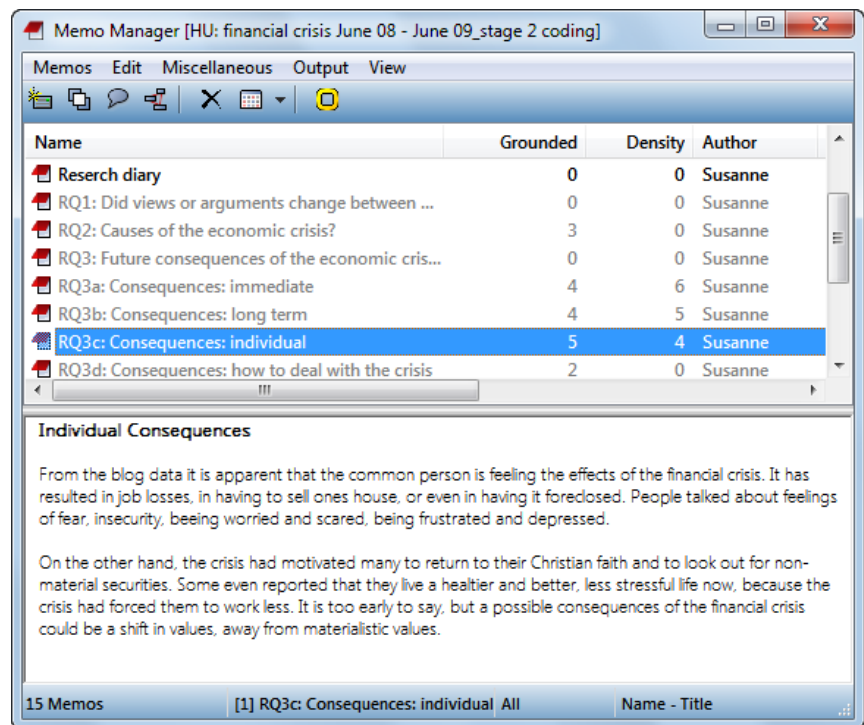 Memo Manager [HU: financial crisis June 08 - June 09_stage 2 coding]
Memos Edit Miscellaneous Output View
Name Grounded Density Author
Reserch diary 0 0 Susanne
RQ1: Did views or arguments change between ... 0 0 Susanne
RQ2: Causes of the economic crisis? 3 0 Susanne
RQ3: Future consequences of the economic cris... 0 0 Susanne
RQ3a: Consequences: immediate 4 6 Susanne
RQ3b: Consequences: long term 4 5 Susanne
RQ3c: Consequences: individual 5 4 Susanne
RQ3d: Consequences: how to deal with the crisis 2 0 Susanne
Individual Consequences
From the blog data it is apparent that the common person is feeling the effects of the financial crisis. It has
resulted in job losses, in having to sell ones house, or even in having it foreclosed. People talked about feelings
of fear, insecurity, beeing worried and scared, being frustrated and depressed.
On the other hand, the crisis had motivated many to return to their Christian faith and to look out for non-
material securities. Some even reported that they live a healtier and better, less stressful life now, because the
crisis had forced them to work less. It is too early to say, but a possible consequences of the financial crisis
could be a shift in values, away from materialistic values.
15 Memos [1] RQ3c: Consequences: individual All Name - Title